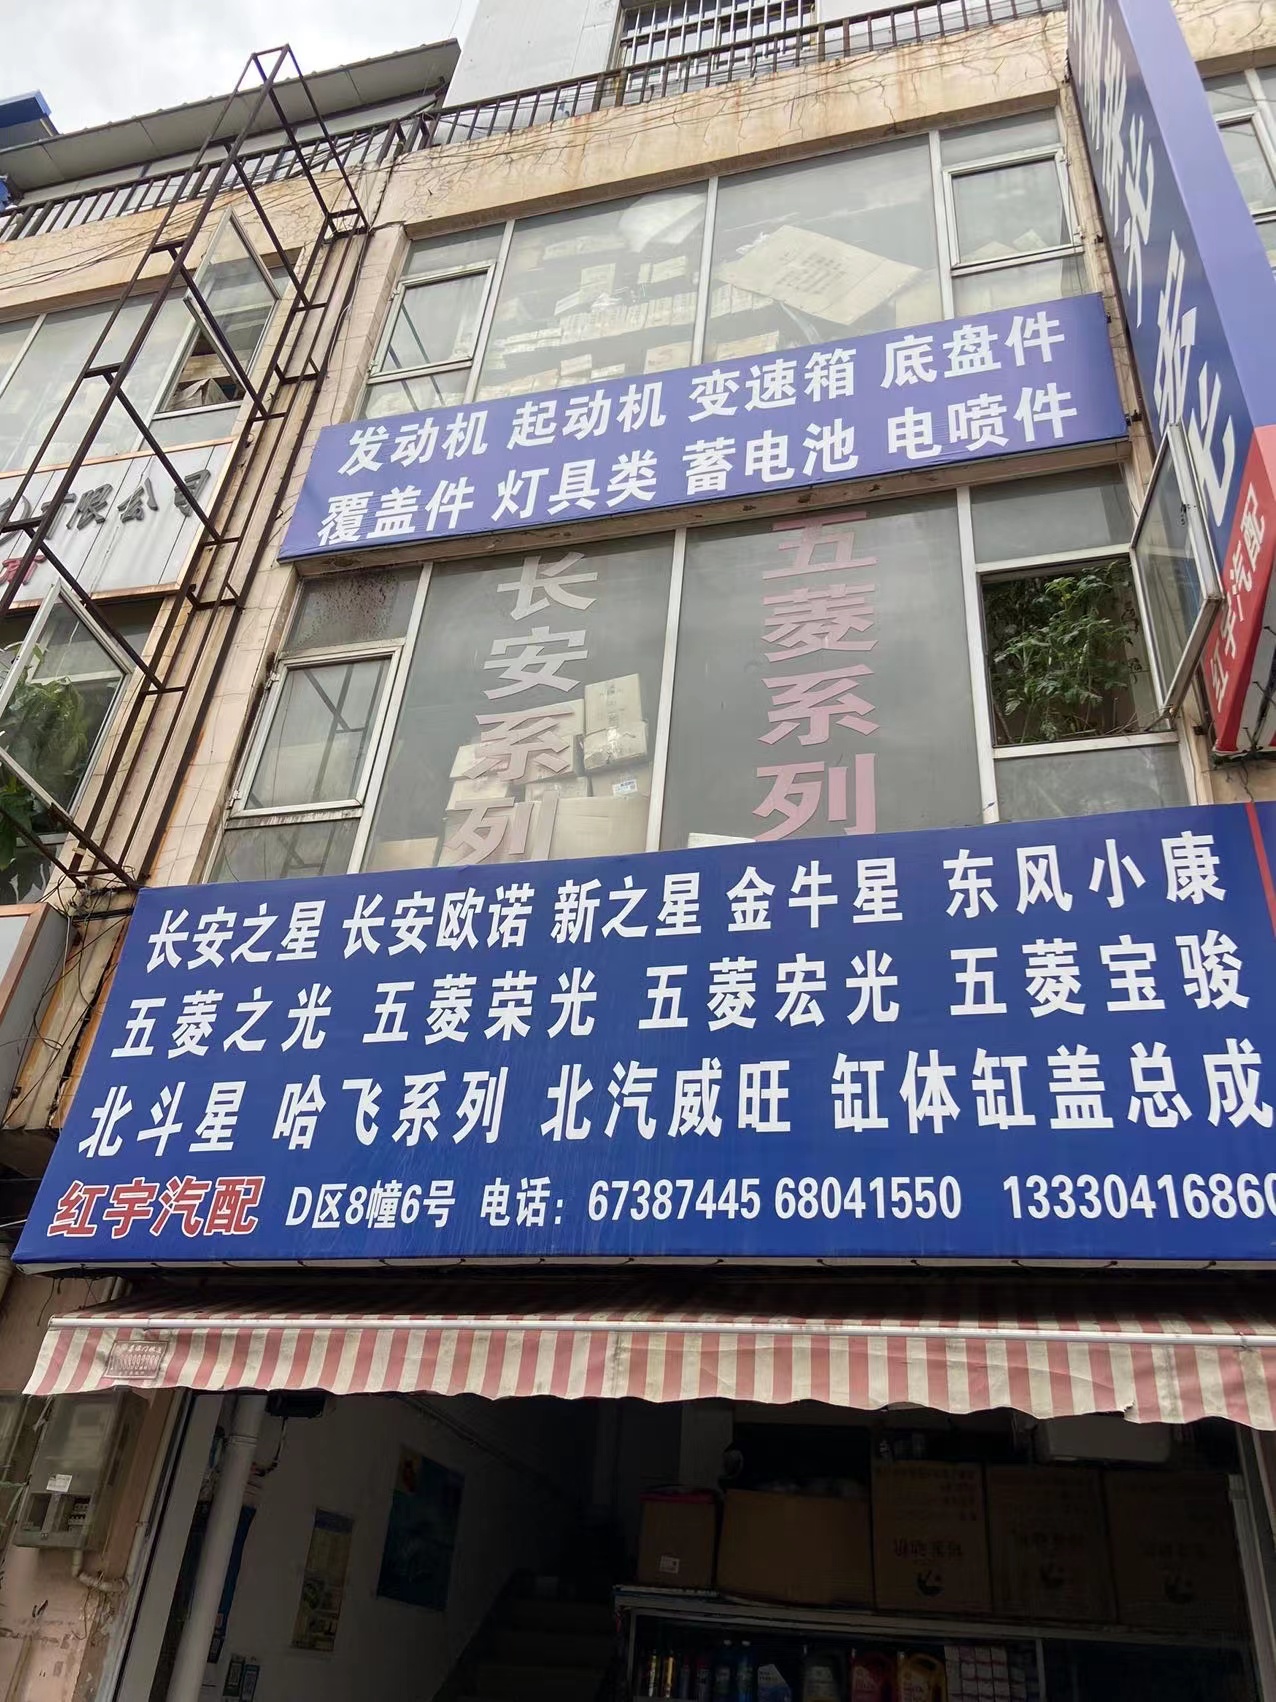 发动机 起动机 变速箱 底盘件
覆盖件 灯具类 蓄电池 电喷件
有限公司
长安系列
五菱系列
红宇汽配
长安之星 长安欧诺 新之星 金牛星 东风小康
五菱之光 五菱荣光 五菱宏光 五菱宝骏
北斗星 哈飞系列 北汽威旺 缸体缸盖总成
红宇汽配 D区8幢6号 电话：67387445 68041550 13330416860